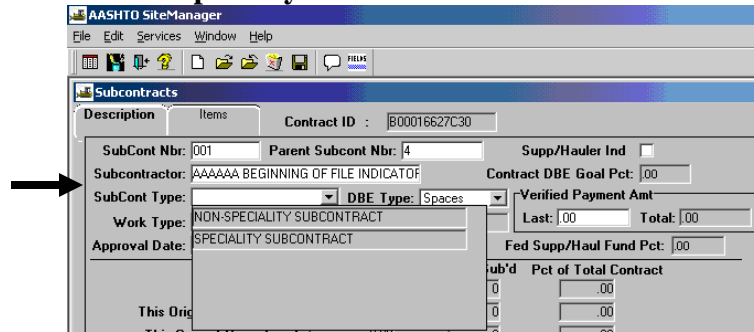 AASHTO SiteManager
File Edit Services Window Help
FIELDS
Subcontracts
Description Items Contract ID : B00016627C30
SubCont Nbr: 001 Parent Subcont Nbr: 4 Supp/Hauler Ind
Subcontractor: AAAAAA BEGINNING OF FILE INDICATOR Contract DBE Goal Pct: .00
SubCont Type: DBE Type: Spaces Verified Payment Amt
Work Type: NON-SPECIALITY SUBCONTRACT Last: .00 Total: .00
Approval Date: SPECIALITY SUBCONTRACT Fed Supp/Haul Fund Pct: .00
ub'd Pct of Total Contract
0 .00
This Orig 0 .00